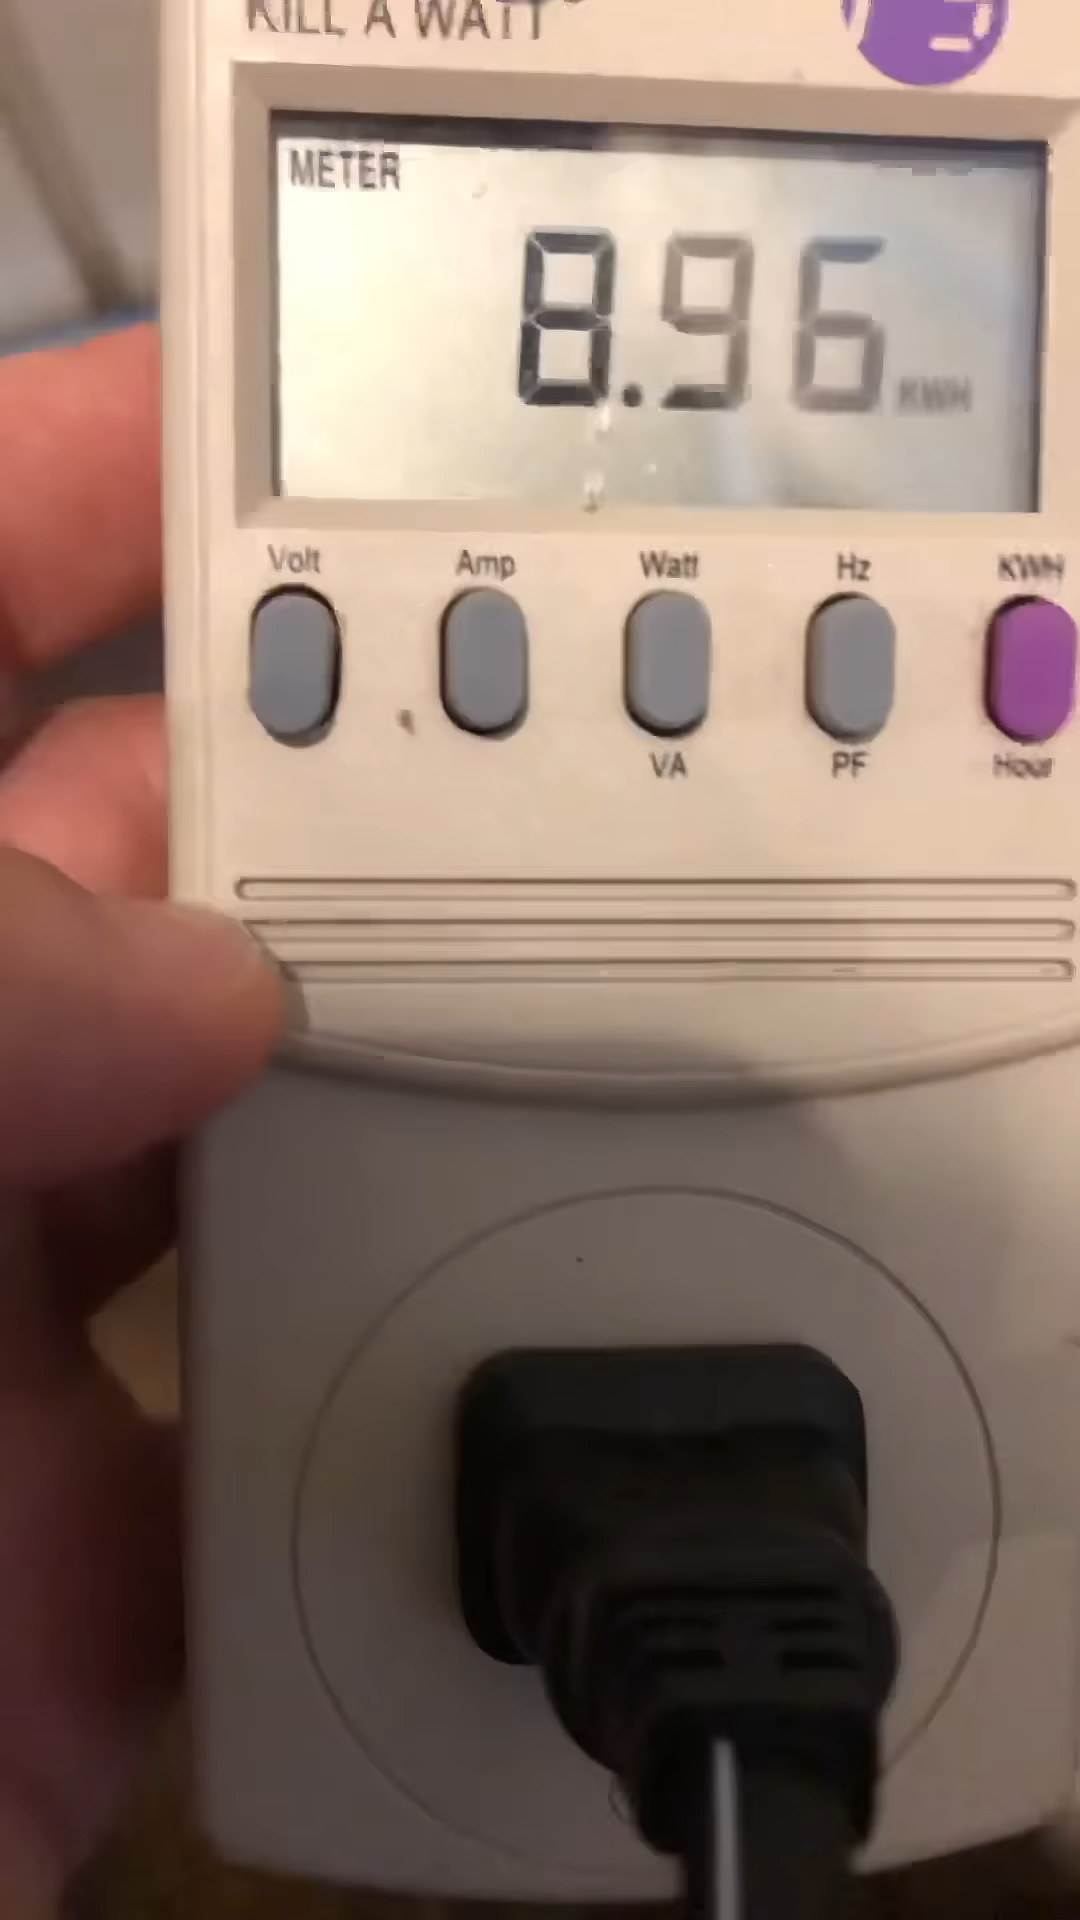 KILL A WATT
METER
8.96 KWH
Volt Amp Watt Hz KWH
VA PF Hour